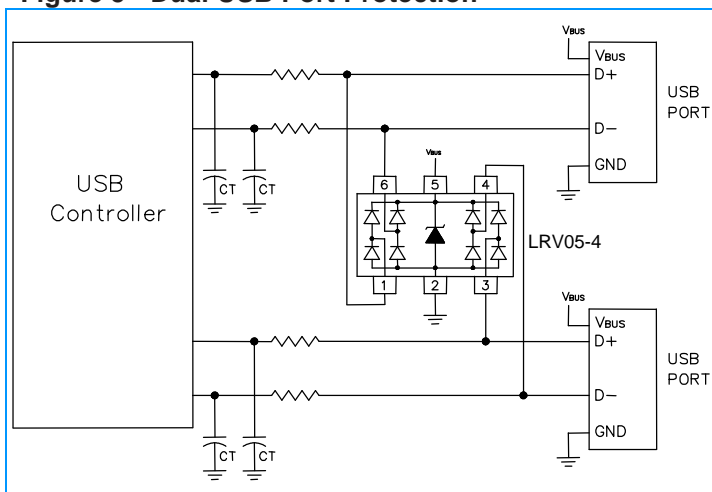 Figure 3 Dual USB Port Protection
VBUS
VBUS
D+
USB
PORT
D-
GND
CT
CT
USB
Controller
VBUS
6
5
4
LRV05-4
1
2
3
VBUS
VBUS
D+
USB
PORT
D-
GND
CT
CT